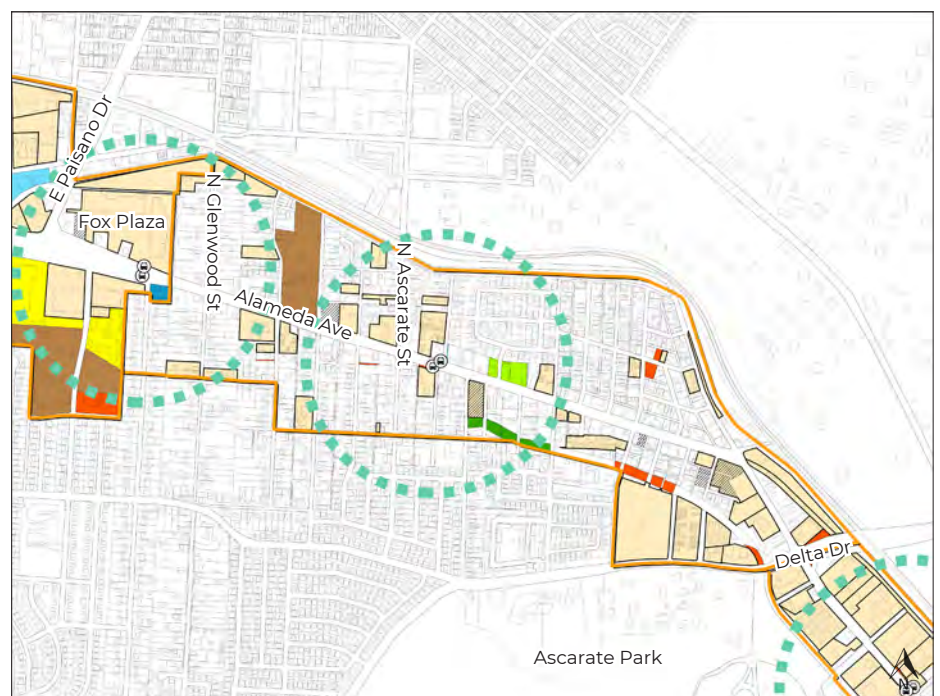 E Paisano Dr
Fox Plaza
N Glenwood St
N Ascarate St
Alameda Ave
Delta Dr
Ascarate Park
N